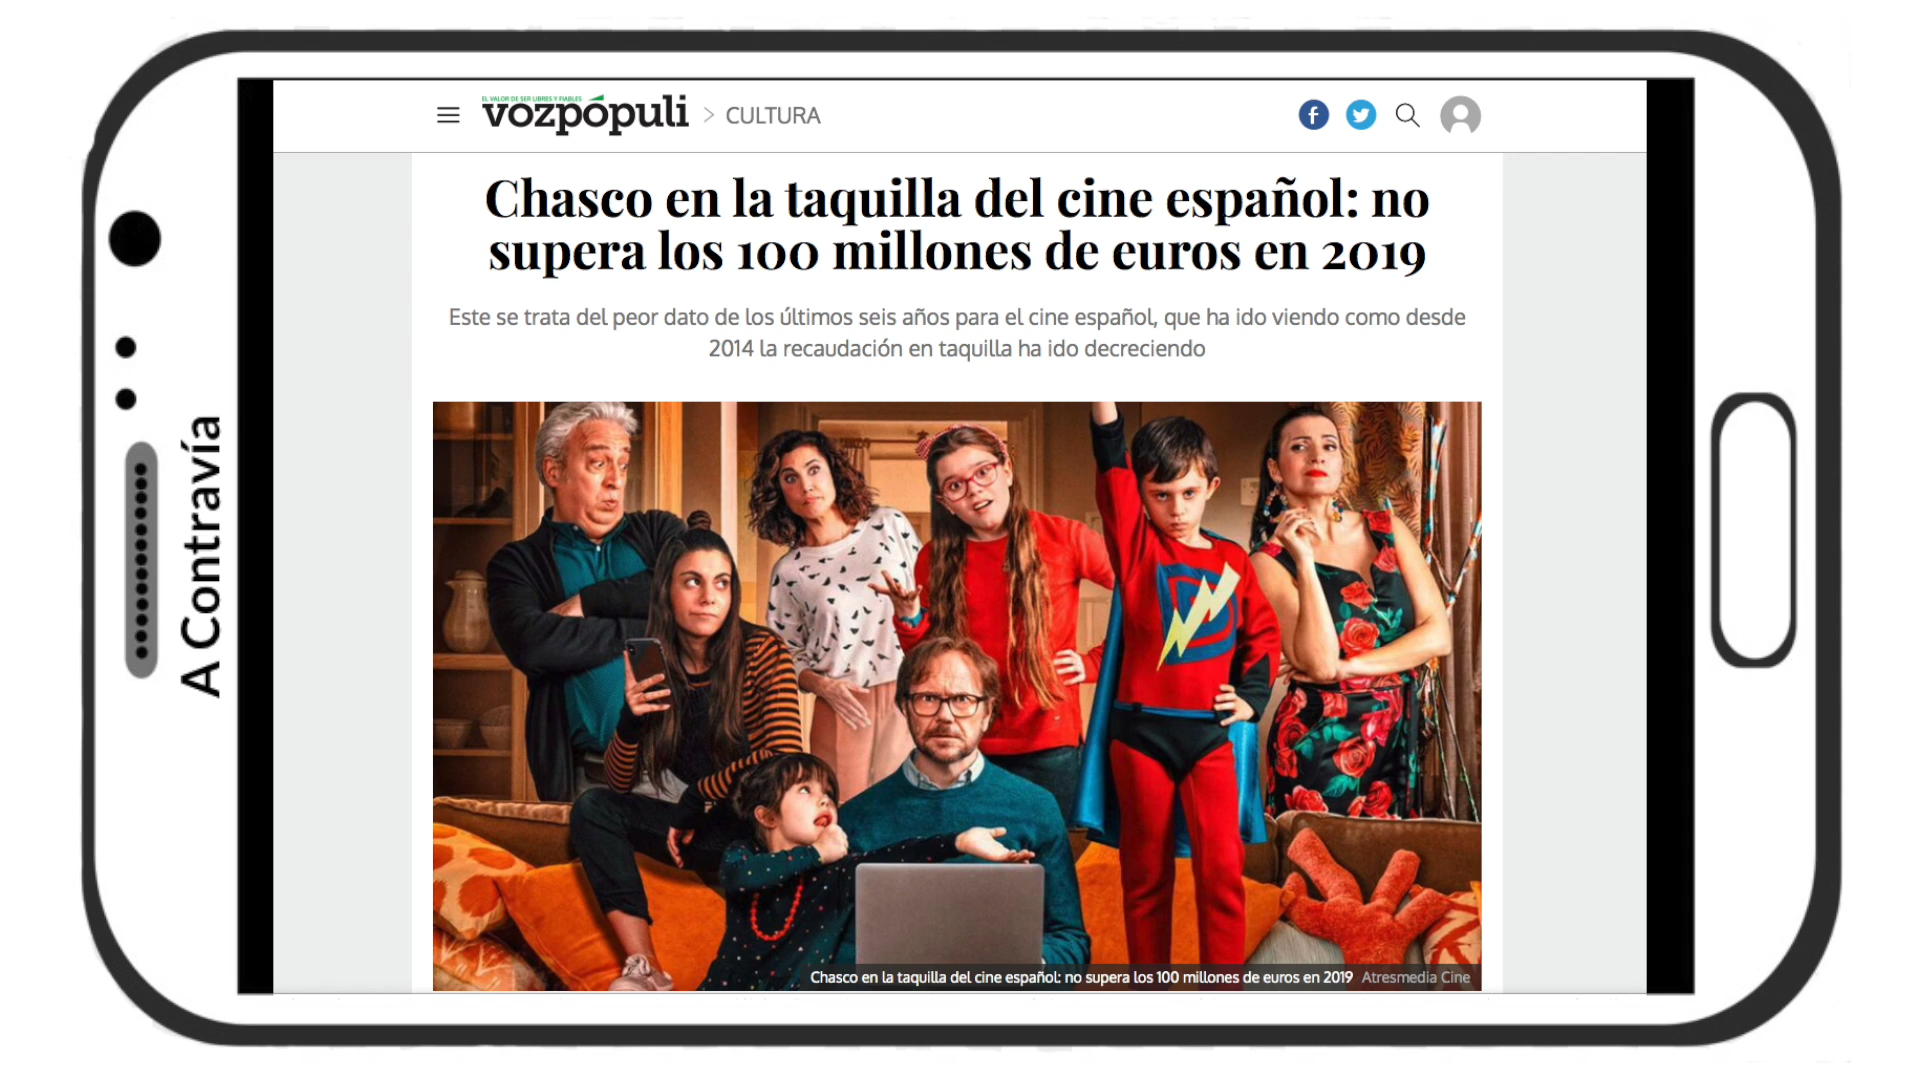 EL VALOR DE SER LIBRES Y FIABLES
vozpópuli > CULTURA
Chasco en la taquilla del cine español: no
supera los 100 millones de euros en 2019
Este se trata del peor dato de los últimos seis años para el cine español, que ha ido viendo como desde
2014 la recaudación en taquilla ha ido decreciendo
A Contravía
Chasco en la taquilla del cine español: no supera los 100 millones de euros en 2019 Atresmedia Cine